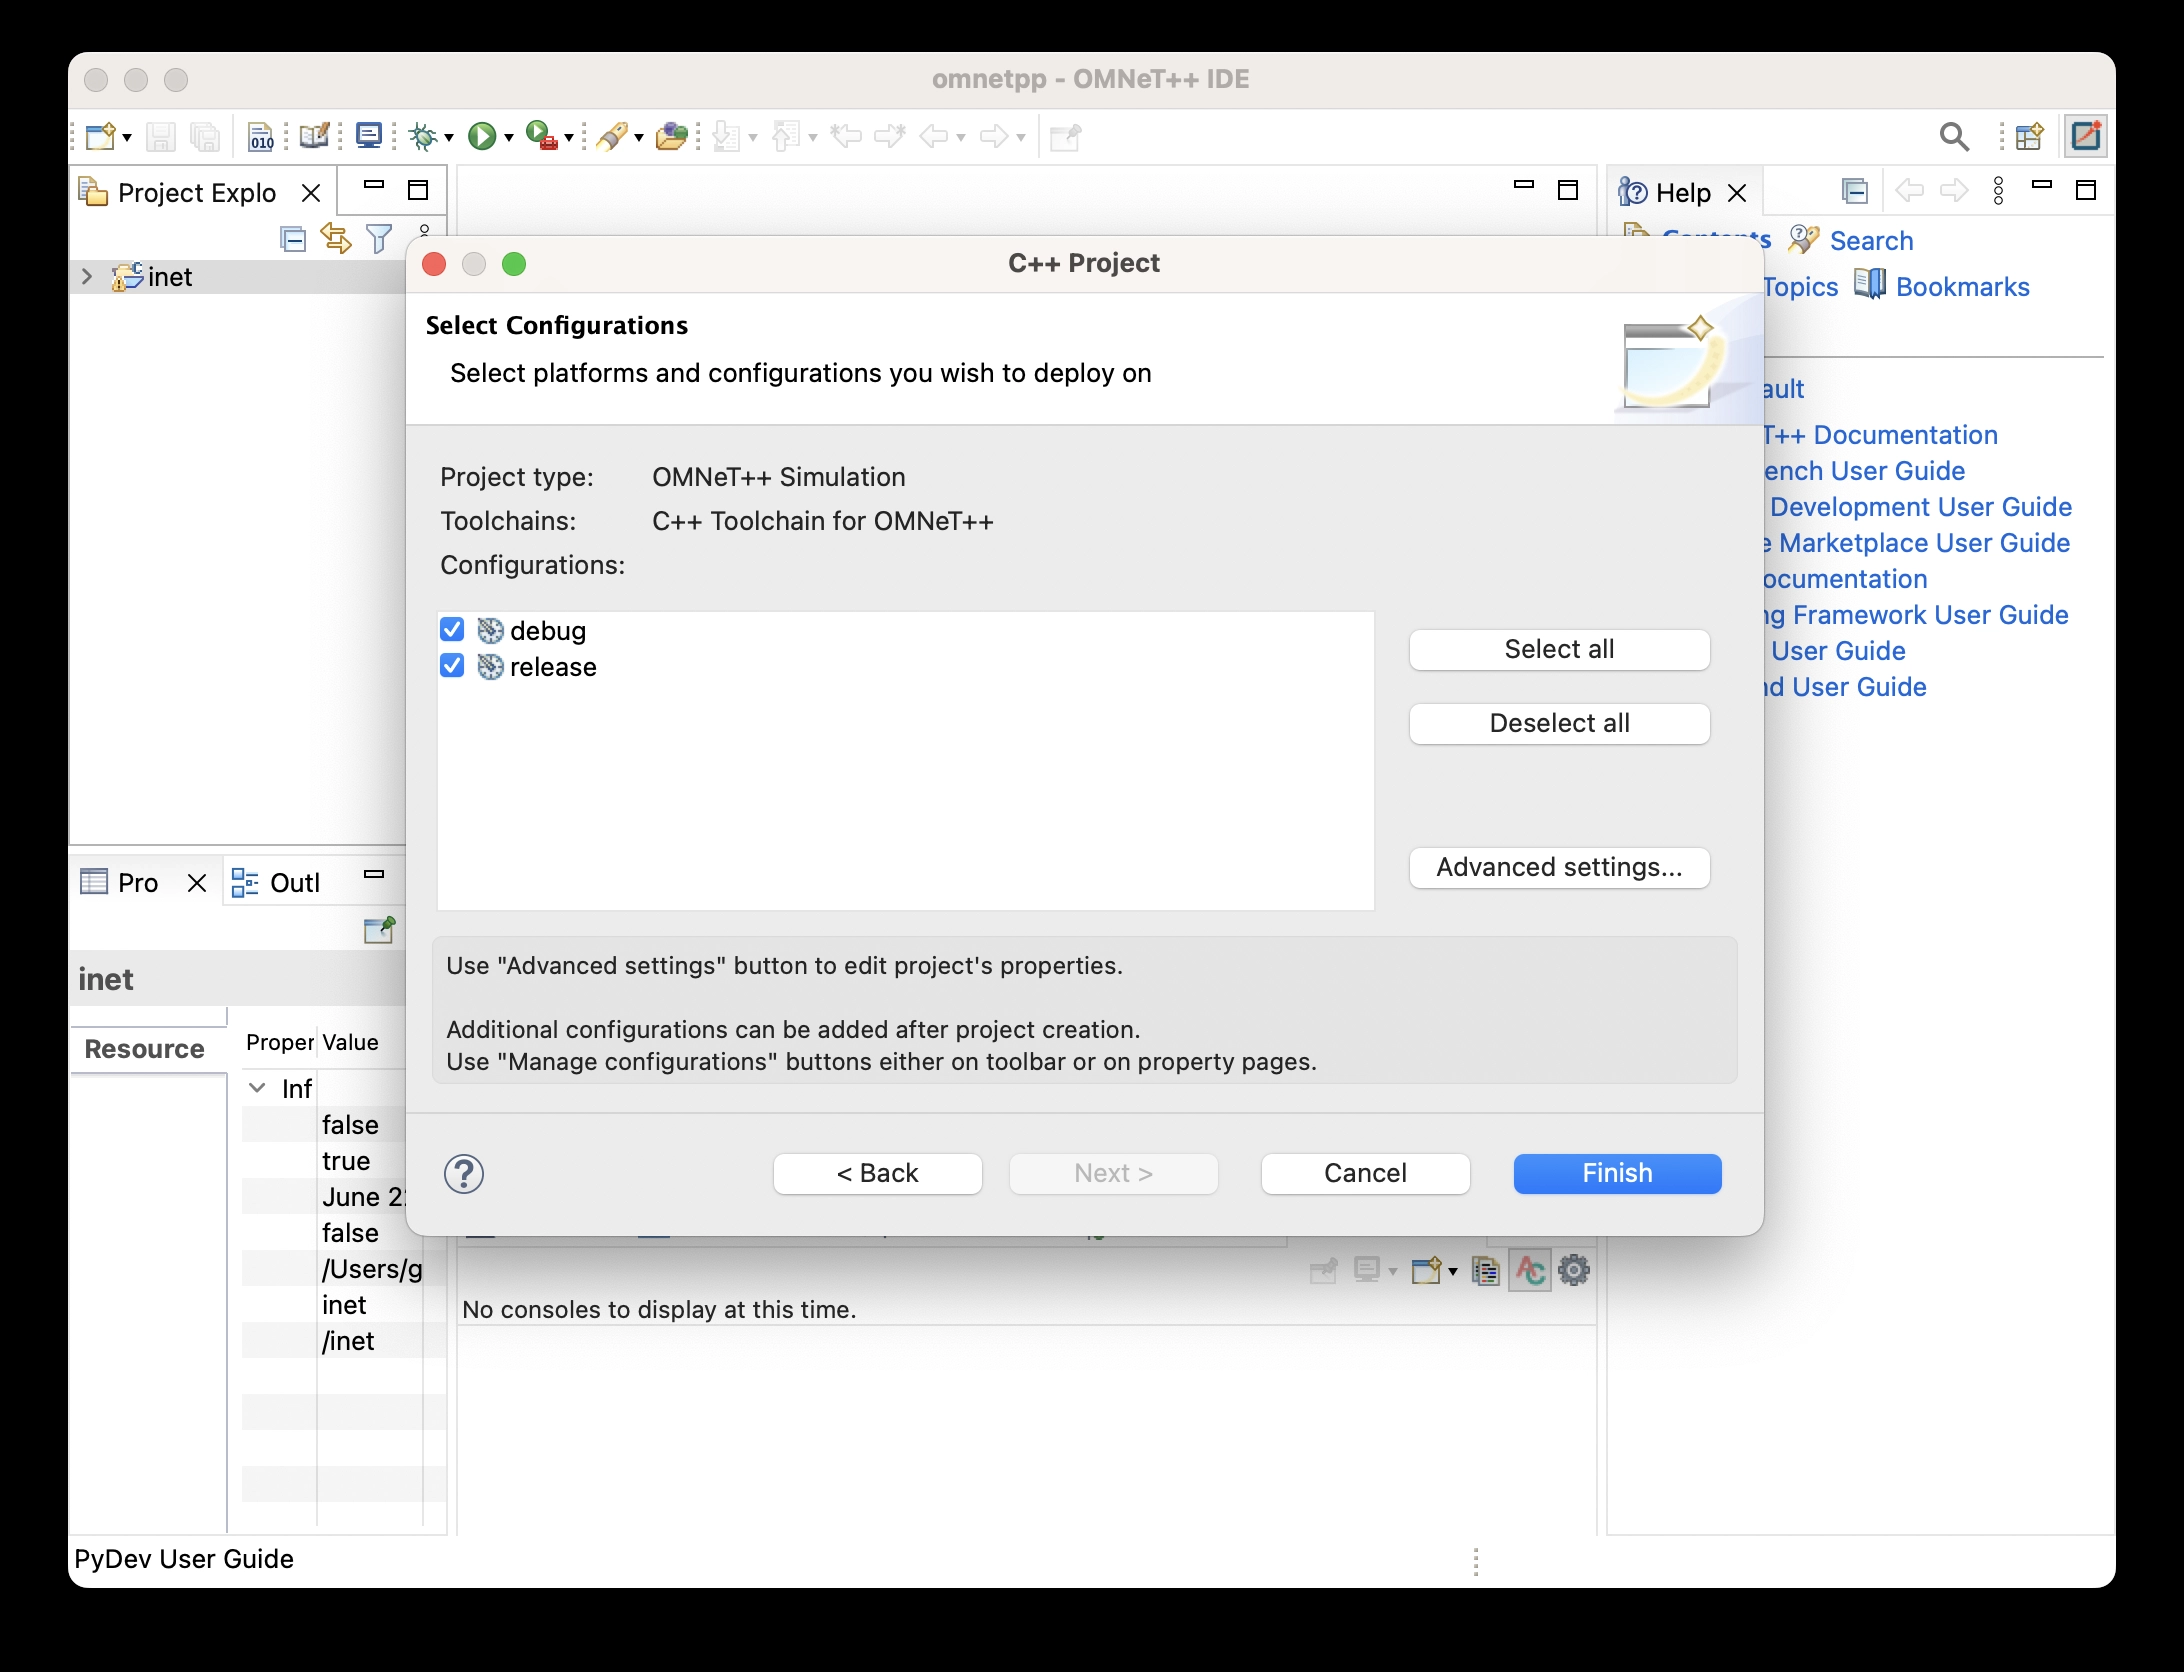 omnetpp - OMNeT++ IDE
010
Project Explo
Help
Search
Topics
Bookmarks
inet
C++ Project
Select Configurations
Select platforms and configurations you wish to deploy on
Project type: OMNeT++ Simulation
Toolchains: C++ Toolchain for OMNeT++
Configurations:
debug
release
Select all
Deselect all
Advanced settings...
Use "Advanced settings" button to edit project's properties.
Additional configurations can be added after project creation.
Use "Manage configurations" buttons either on toolbar or on property pages.
< Back
Next >
Cancel
Finish
ault
T++ Documentation
ench User Guide
Development User Guide
e Marketplace User Guide
ocumentation
ng Framework User Guide
User Guide
nd User Guide
Pro
Outl
inet
Resource
Proper Value
Inf
false
true
June 2
false
/Users/g
inet
/inet
No consoles to display at this time.
PyDev User Guide